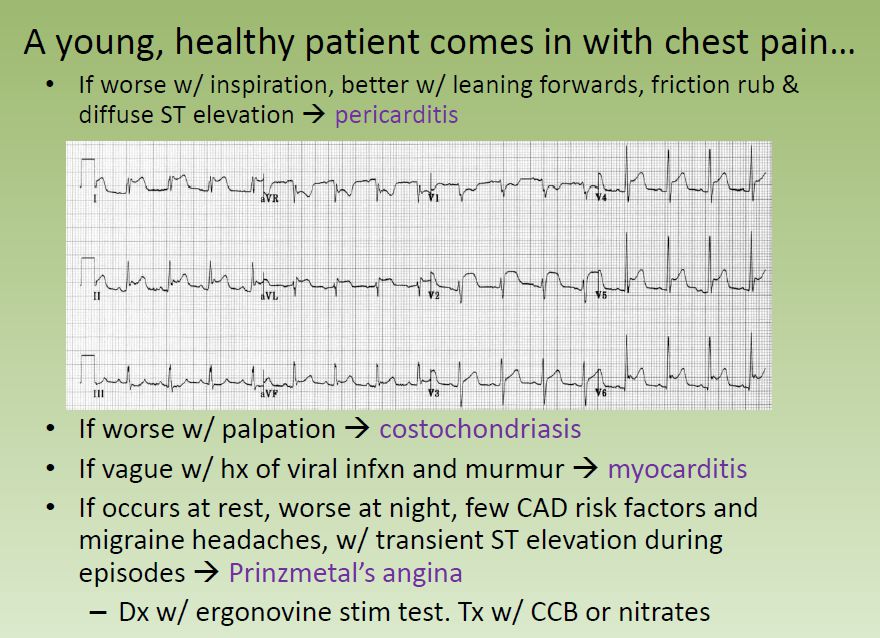 A young, healthy patient comes in with chest pain…
• If worse w/ inspiration, better w/ leaning forwards, friction rub &
diffuse ST elevation → pericarditis
I aVR V1 V4
II aVL V2 V5
III aVF V3 V6
• If worse w/ palpation → costochondriasis
• If vague w/ hx of viral infxn and murmur → myocarditis
• If occurs at rest, worse at night, few CAD risk factors and
migraine headaches, w/ transient ST elevation during
episodes → Prinzmetal’s angina
– Dx w/ ergonovine stim test. Tx w/ CCB or nitrates